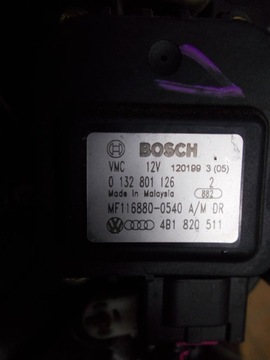 BOSCH
VMC 12V 120199 3 (05)
0 132 801 126 2
Made in Malaysia 882
MF116880-0540 A/M DR
4B1 820 511